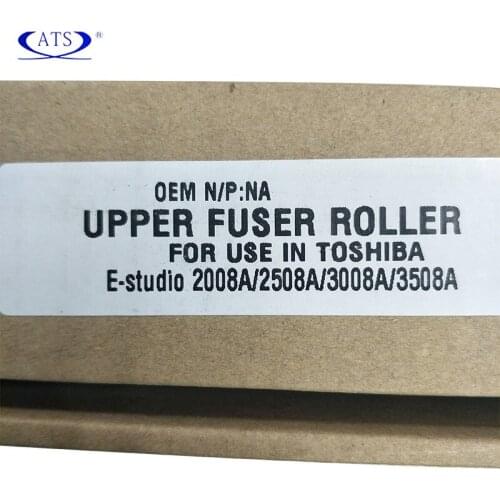 ATS
OEM N/P:NA
UPPER FUSER ROLLER
FOR USE IN TOSHIBA
E-studio 2008A/2508A/3008A/3508A